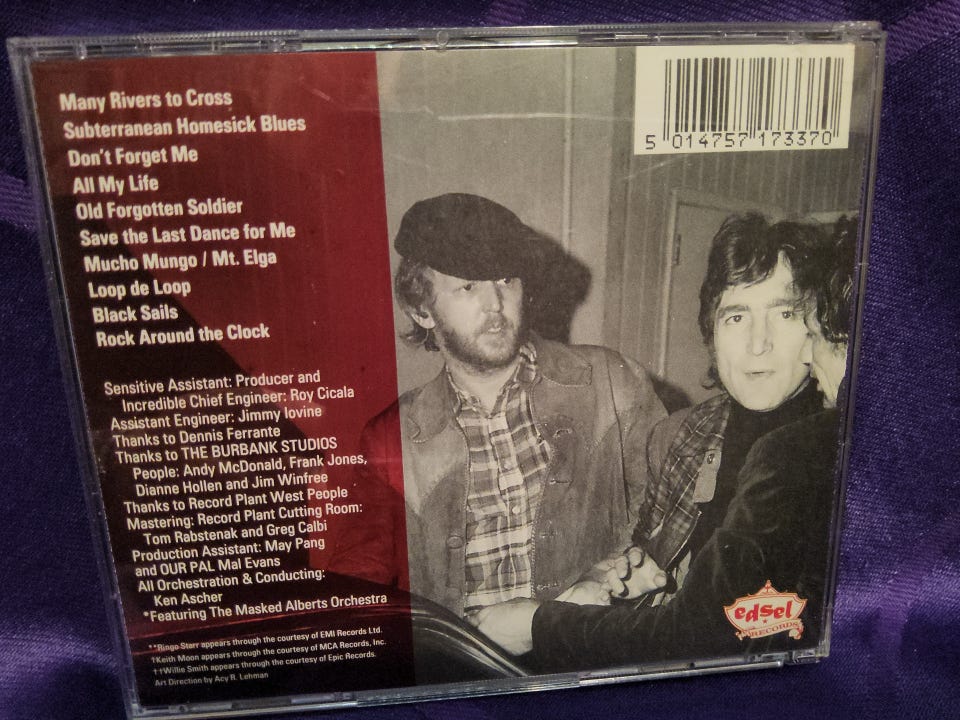 Many Rivers to Cross
Subterranean Homesick Blues
Don't Forget Me
All My Life
Old Forgotten Soldier
Save the Last Dance for Me
Mucho Mungo / Mt. Elga
Loop de Loop
Black Sails
Rock Around the Clock
Sensitive Assistant: Producer and
Incredible Chief Engineer: Roy Cicala
Assistant Engineer: Jimmy Iovine
Thanks to Dennis Ferrante
Thanks to THE BURBANK STUDIOS
People: Andy McDonald, Frank Jones,
Dianne Hollen and Jim Winfree
Thanks to Record Plant West People
Mastering: Record Plant Cutting Room:
Tom Rabstenak and Greg Calbi
Production Assistant: May Pang
and OUR PAL Mal Evans
All Orchestration & Conducting:
Ken Ascher
*Featuring The Masked Alberts Orchestra
**Ringo Starr appears through the courtesy of EMI Records Ltd.
†Keith Moon appears through the courtesy of MCA Records, Inc.
††Willie Smith appears through the courtesy of Epic Records.
Art Direction by Acy R. Lehman
5 014757 173370
edsel
RECORDS